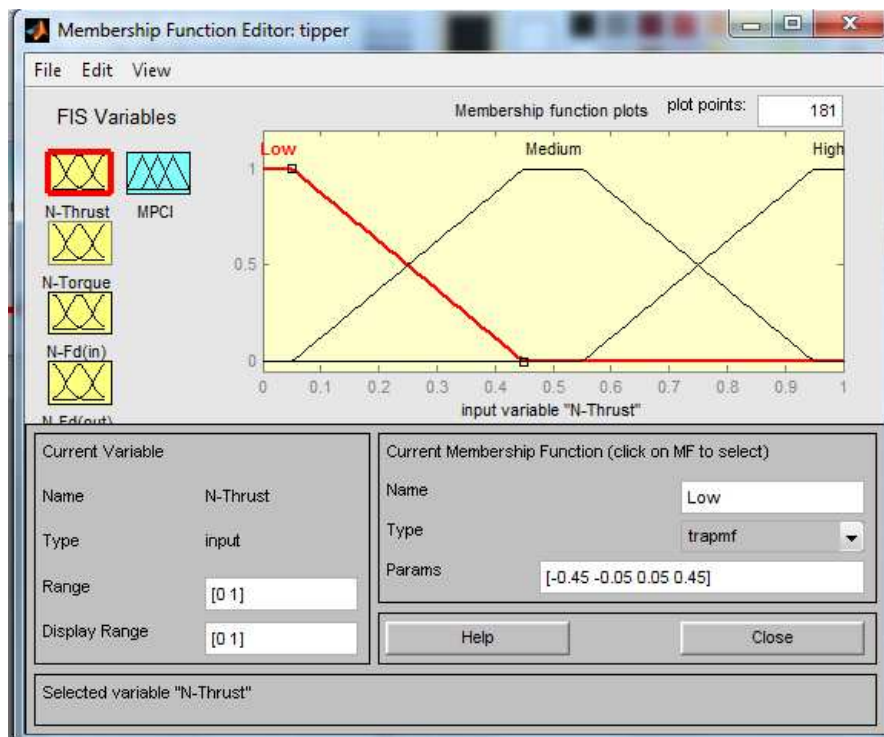 Membership Function Editor: tipper
File Edit View
FIS Variables
Membership function plots plot points: 181
N-Thrust
MPCI
N-Torque
N-Fd(in)
N-Fd(out)
Low Medium High
1
0.5
0
0 0.1 0.2 0.3 0.4 0.5 0.6 0.7 0.8 0.9 1
input variable "N-Thrust"
Current Variable
Name N-Thrust
Type input
Range [0 1]
Display Range [0 1]
Current Membership Function (click on MF to select)
Name Low
Type trapmf
Params [-0.45 -0.05 0.05 0.45]
Help Close
Selected variable "N-Thrust"